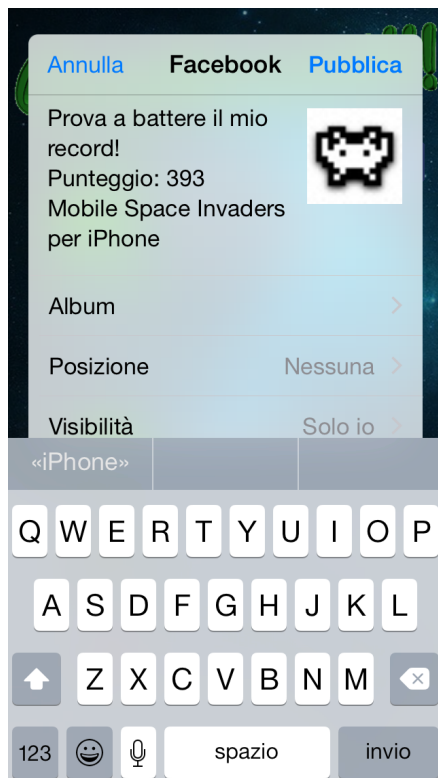 Annulla Facebook Pubblica
Prova a battere il mio
record!
Punteggio: 393
Mobile Space Invaders
per iPhone
Album
Posizione Nessuna
Visibilità Solo io
«iPhone»
Q W E R T Y U I O P
A S D F G H J K L
Z X C V B N M
123 spazio invio